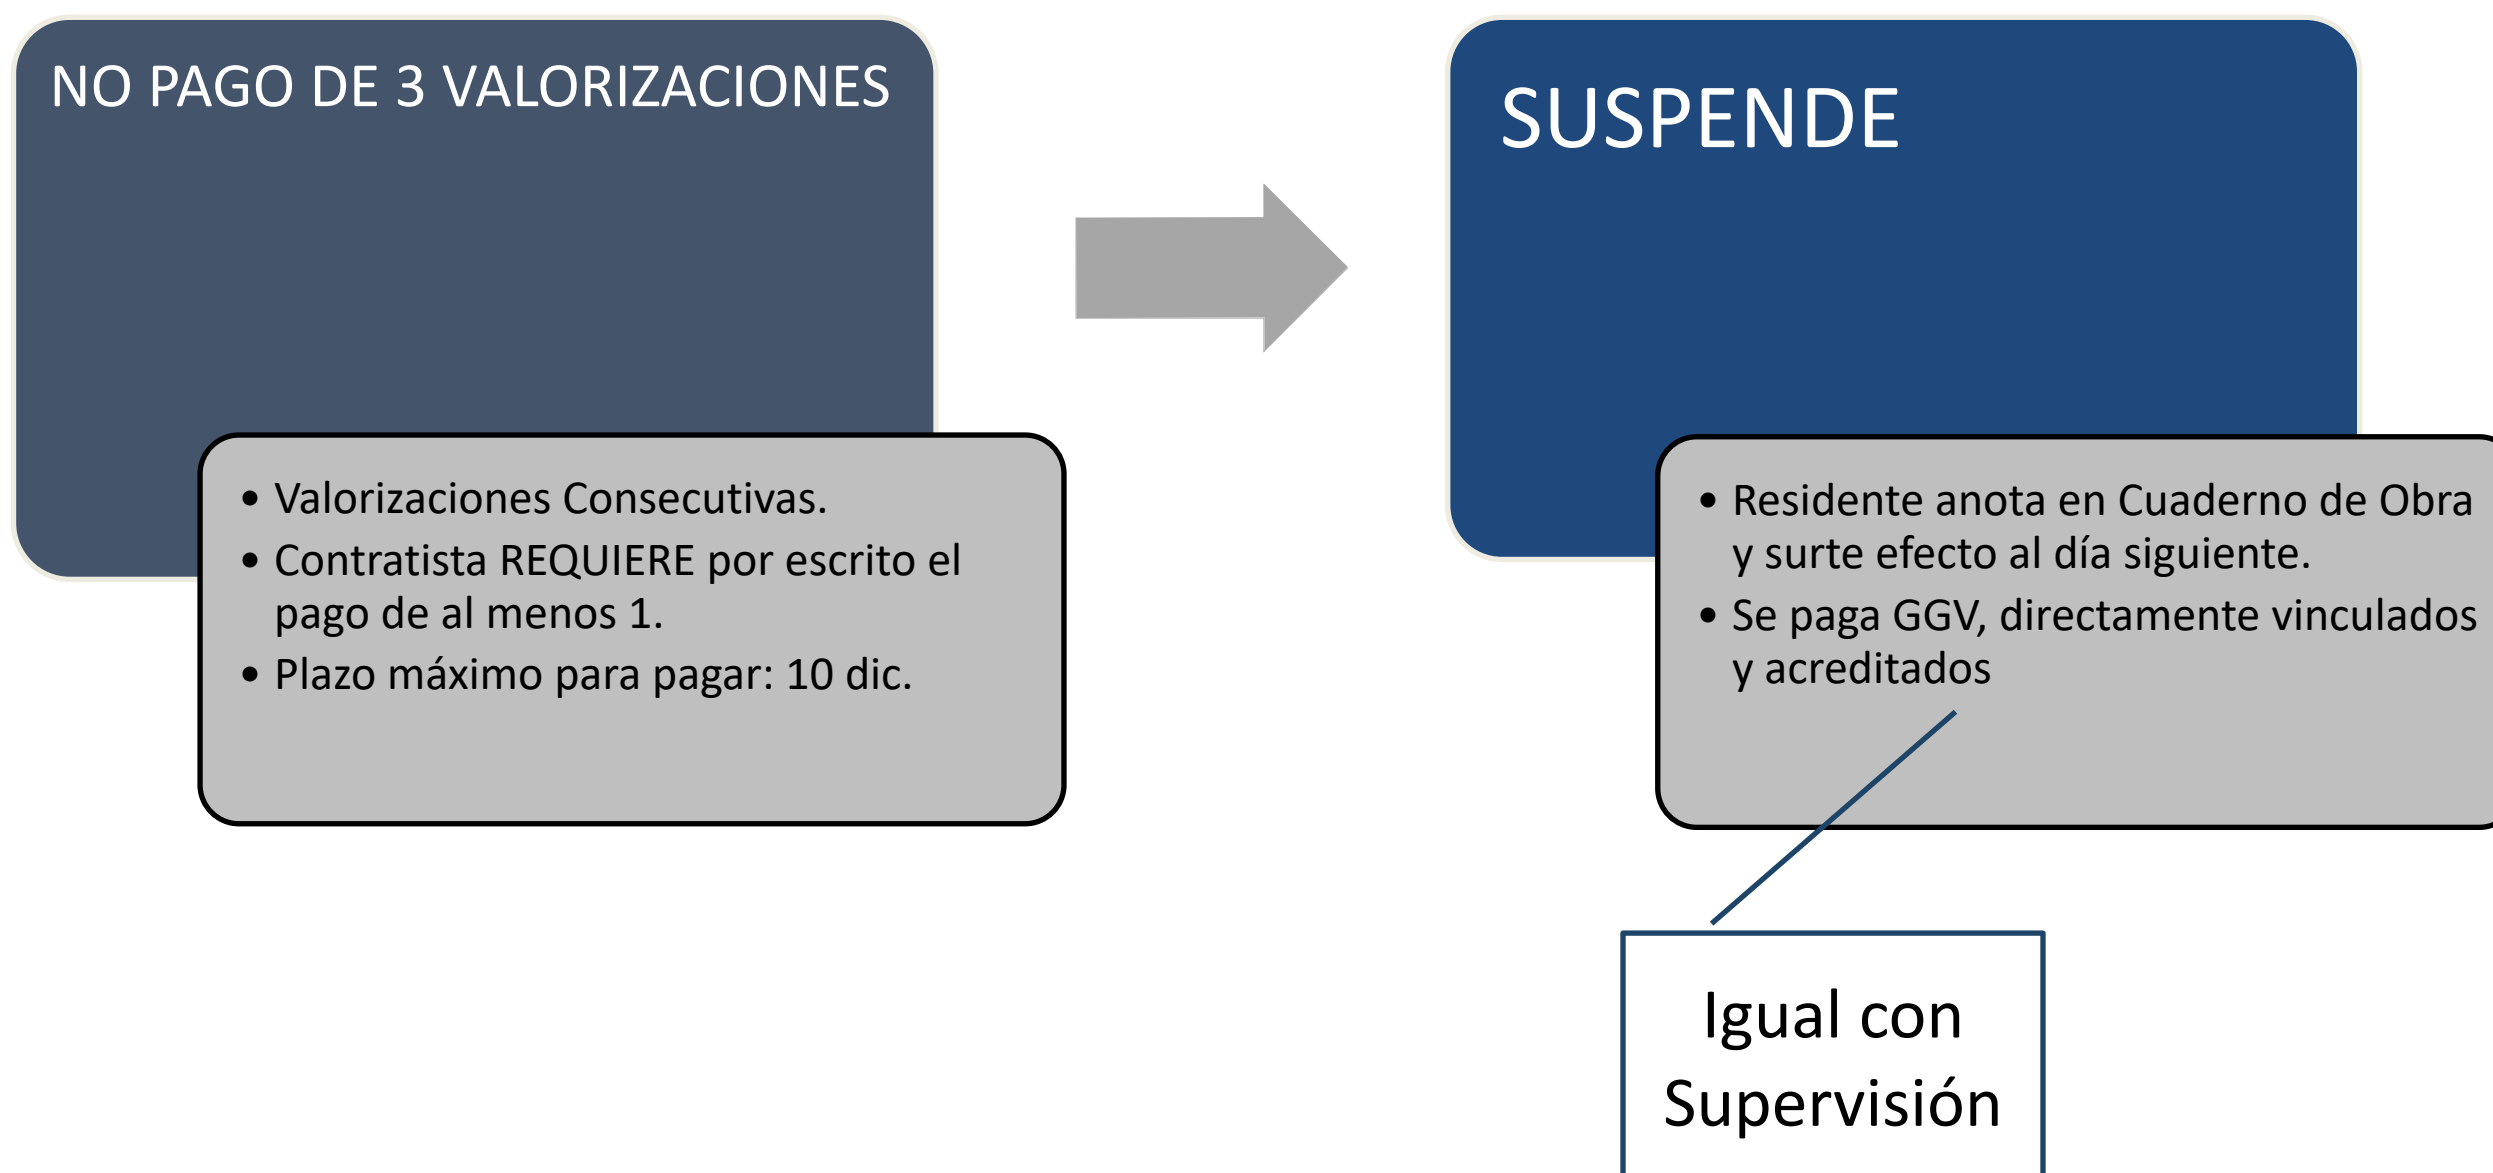 NO PAGO DE 3 VALORIZACIONES
• Valorizaciones Consecutivas.
• Contratista REQUIERE por escrito el
pago de al menos 1.
• Plazo máximo para pagar: 10 dic.
SUSPENDE
• Residente anota en Cuaderno de Obra
y surte efecto al día siguiente.
• Se paga GGV, directamente vinculados
y acreditados
Igual con
Supervisión